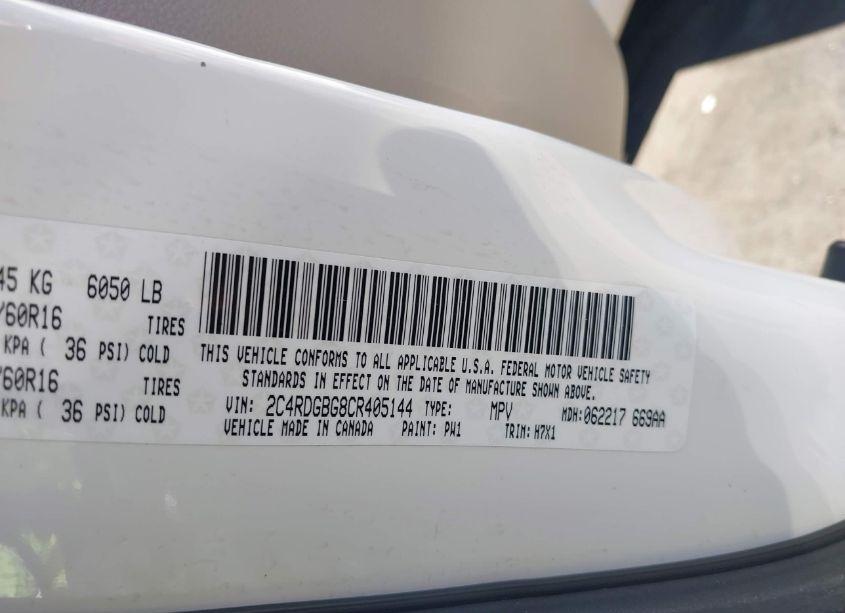 45 KG 6050 LB
/60R16 TIRES
KPA ( 36 PSI) COLD
/60R16 TIRES
KPA ( 36 PSI) COLD
THIS VEHICLE CONFORMS TO ALL APPLICABLE U.S.A. FEDERAL MOTOR VEHICLE SAFETY
STANDARDS IN EFFECT ON THE DATE OF MANUFACTURE SHOWN ABOVE.
VIN: 2C4RDGBG8CR405144 TYPE: MPV MDH:062217 669AA
VEHICLE MADE IN CANADA PAINT: PW1 TRIM: H7X1